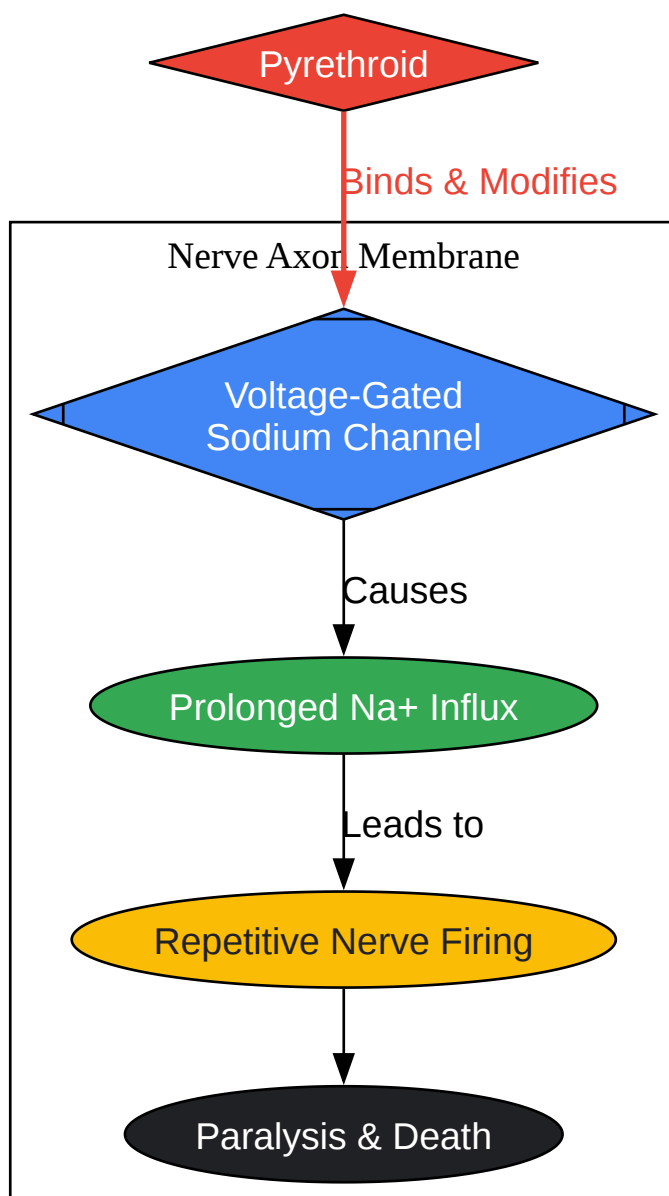 Pyrethroid
Binds & Modifies
Nerve Axon Membrane
Voltage-Gated
Sodium Channel
Causes
Prolonged Na+ Influx
Leads to
Repetitive Nerve Firing
Paralysis & Death